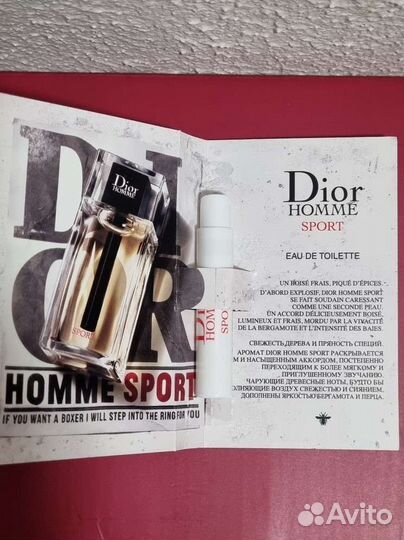 DI
OR
Dior
HOMME
SPORT
HOMME SPORT
IF YOU WANT A BOXER I WILL STEP INTO THE RING FOR YOU
HOM
Dior
HOMME
SPORT
EAU DE TOILETTE
UN BOISÉ FRAIS, PIQUÉ D'ÉPICES.
D'ABORD EXPLOSIF, DIOR HOMME SPORT
SE FAIT SOUDAIN CARESSANT
COMME UNE SECONDE PEAU.
UN ACCORD DÉLICIEUSEMENT BOISÉ,
LUMINEUX ET FRAIS, MORDU PAR LA VIVACITÉ
DE LA BERGAMOTE ET L'INTENSITÉ DES BAIES.
СВЕЖЕСТЬ ДЕРЕВА И ПРЯНОСТЬ СПЕЦИЙ.
АРОМАТ DIOR HOMME SPORT РАСКРЫВАЕТСЯ
М И НАСЫЩЕННЫМ АККОРДОМ, ПОСТЕПЕННО
ПЕРЕХОДЯЩИМ К БОЛЕЕ МЯГКОМУ И
ПРИГЛУШЕННОМУ ЗВУЧАНИЮ.
ЧАРУЮЩИЕ ДРЕВЕСНЫЕ НОТЫ, БУДТО БЫ
ОЛНЯЮЩИЕ ВОЗДУХ СВЕЖЕСТЬЮ И СИЯНИЕМ,
ДОПОЛНЕНЫ ЯРКОСТЬЮ БЕРГАМОТА И ПЕРЦА.
Avito